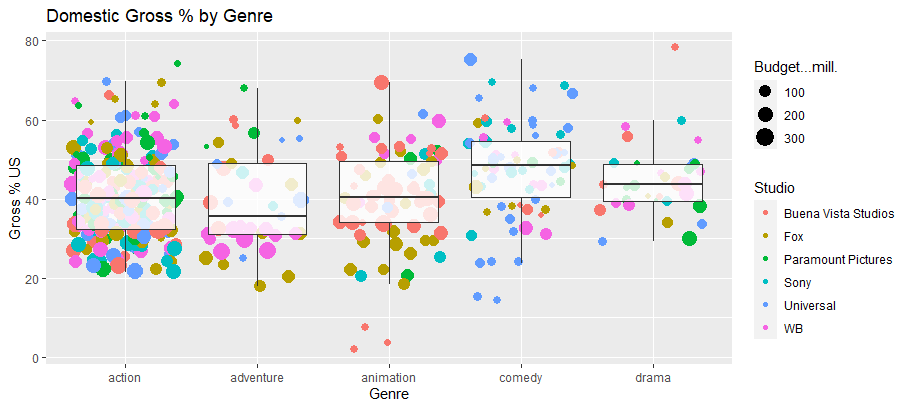 Domestic Gross % by Genre
Gross % US
80
60
40
20
0
action adventure animation comedy drama
Genre
Budget...mill.
100
200
300
Studio
Buena Vista Studios
Fox
Paramount Pictures
Sony
Universal
WB